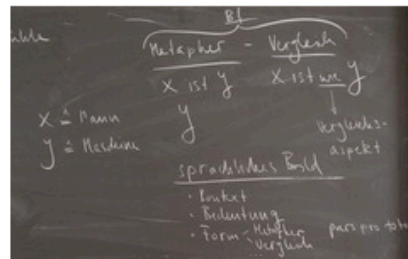 Metapher - Vergleich
X ist Y X ist wie Y
X ≙ Mann Y
Y ≙ Maschine Vergleichs-
aspekt
sprachliches Bild
• Kontext
• Bedeutung
• Form Metapher pars pro toto
Vergleich